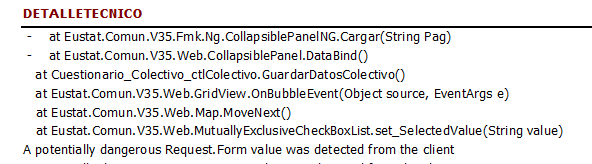 DETALLETECNICO
- at Eustat.Comun.V35.Fmk.Ng.CollapsiblePanelNG.Cargar(String Pag)
- at Eustat.Comun.V35.Web.CollapsiblePanel.DataBind()
at Cuestionario_Colectivo_ctlColectivo.GuardarDatosColectivo()
at Eustat.Comun.V35.Web.GridView.OnBubbleEvent(Object source, EventArgs e)
at Eustat.Comun.V35.Web.Map.MoveNext()
at Eustat.Comun.V35.Web.MutuallyExclusiveCheckBoxList.set_SelectedValue(String value)
A potentially dangerous Request.Form value was detected from the client